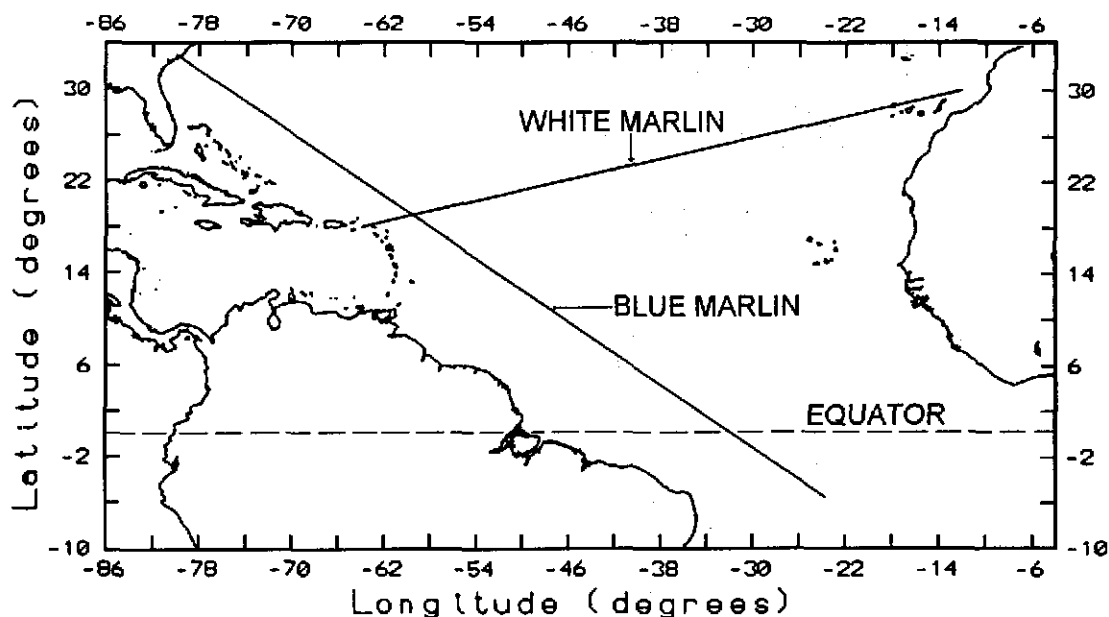 -86 -78 -70 -62 -54 -46 -38 -30 -22 -14 -6
30 30
WHITE MARLIN
22 22
14 14
BLUE MARLIN
6 6
EQUATOR
-2 -2
-10 -10
-86 -78 -70 -62 -54 -46 -38 -30 -22 -14 -6
Longitude (degrees)
Latitude (degrees)